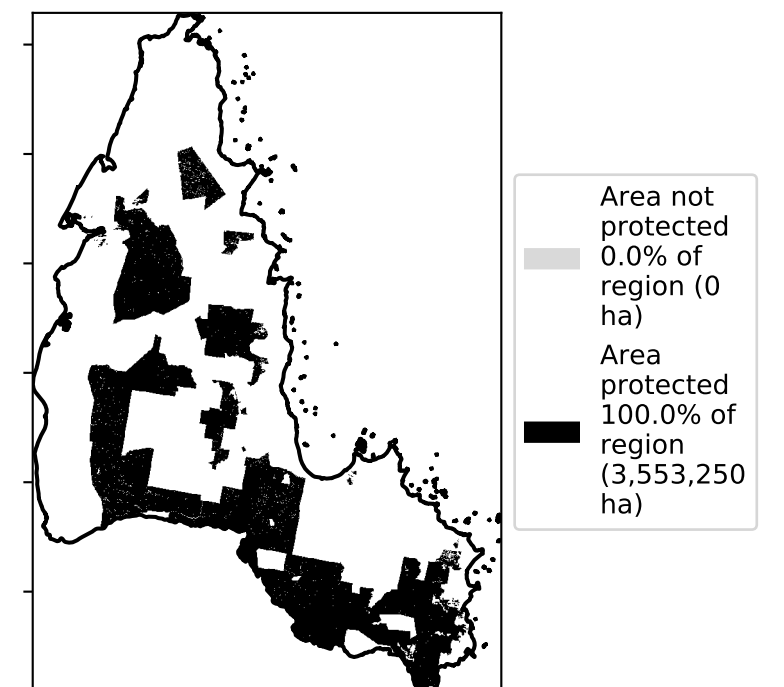 Area not
protected
0.0% of
region (0
ha)
Area
protected
100.0% of
region
(3,553,250
ha)